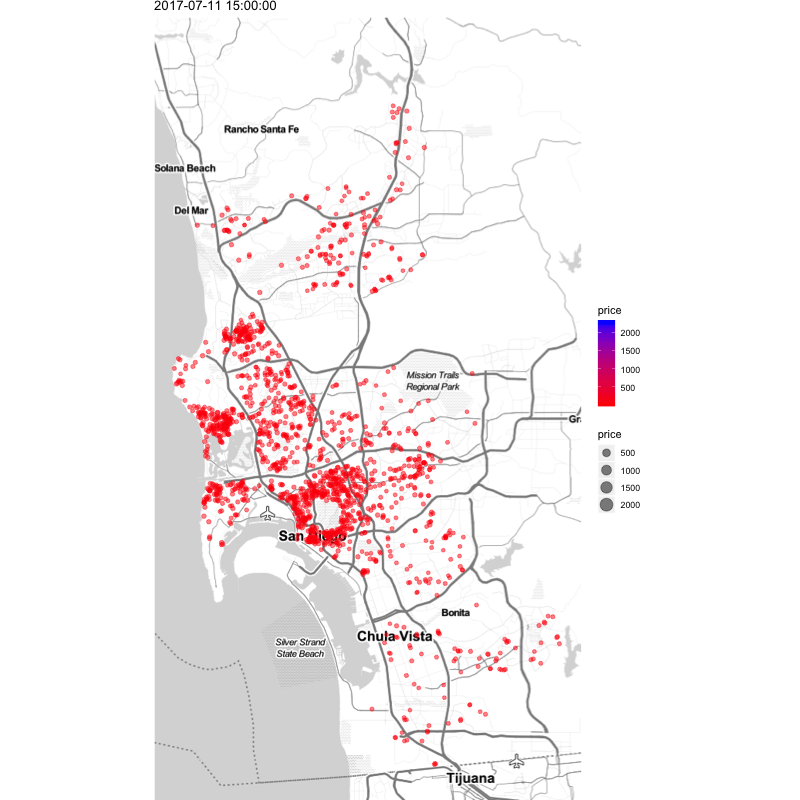 2017-07-11 15:00:00
Rancho Santa Fe
Solana Beach
Del Mar
Mission Trails
Regional Park
Gr
San Diego
Bonita
Chula Vista
Silver Strand
State Beach
Tijuana
price
2000
1500
1000
500
price
500
1000
1500
2000